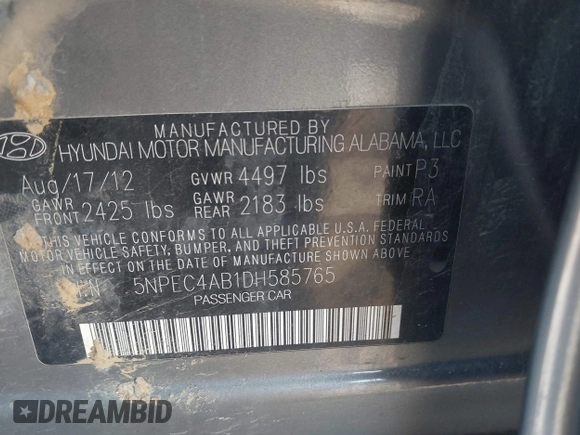 MANUFACTURED BY
HYUNDAI MOTOR MANUFACTURING ALABAMA, LLC
Aug/17/12 GVWR 4497 lbs PAINT P3
GAWR FRONT 2425 lbs GAWR REAR 2183 lbs TRIM RA
THIS VEHICLE CONFORMS TO ALL APPLICABLE U.S.A. FEDERAL
MOTOR VEHICLE SAFETY, BUMPER, AND THEFT PREVENTION
STANDARDS IN EFFECT ON THE DATE OF MANUFACTURE SHOWN ABOVE.
5NPEC4AB1DH585765
PASSENGER CAR
DREAMBID